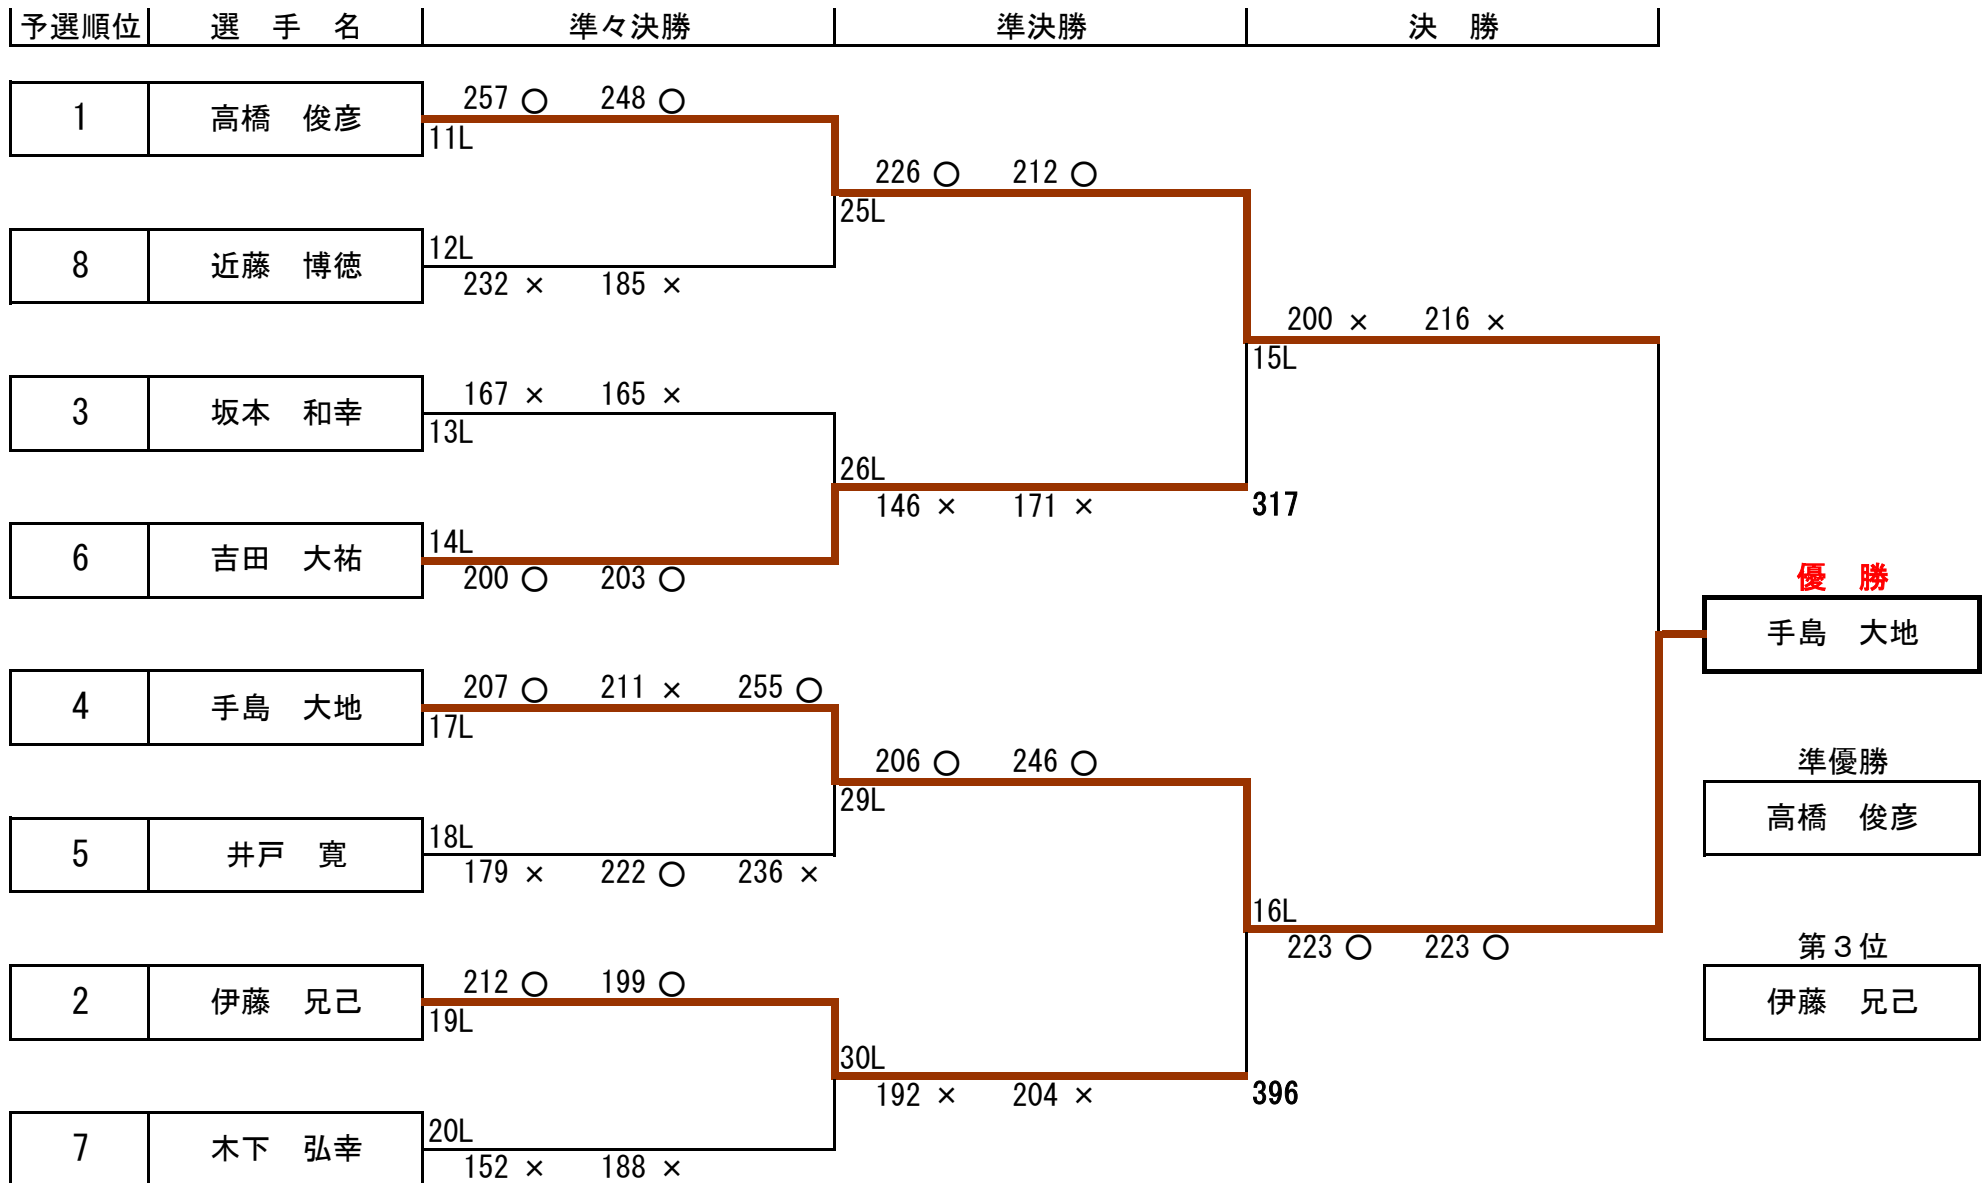 予選順位 選　手　名 準々決勝 準決勝 決　勝
257 ○ 248 ○
1 高橋　俊彦
11L
226 ○ 212 ○
25L
12L
8 近藤　博徳
232 × 185 ×
200 × 216 ×
15L
167 × 165 ×
3 坂本　和幸
13L
26L
146 × 171 × 317
14L
6 吉田　大祐
200 ○ 203 ○
優　勝
手島　大地
207 ○ 211 × 255 ○
4 手島　大地
17L
206 ○ 246 ○
29L
準優勝
高橋　俊彦
18L
5 井戸　寛
179 × 222 ○ 236 ×
16L
223 ○ 223 ○
第３位
伊藤　兄己
212 ○ 199 ○
2 伊藤　兄己
19L
30L
192 × 204 × 396
20L
7 木下　弘幸
152 × 188 ×